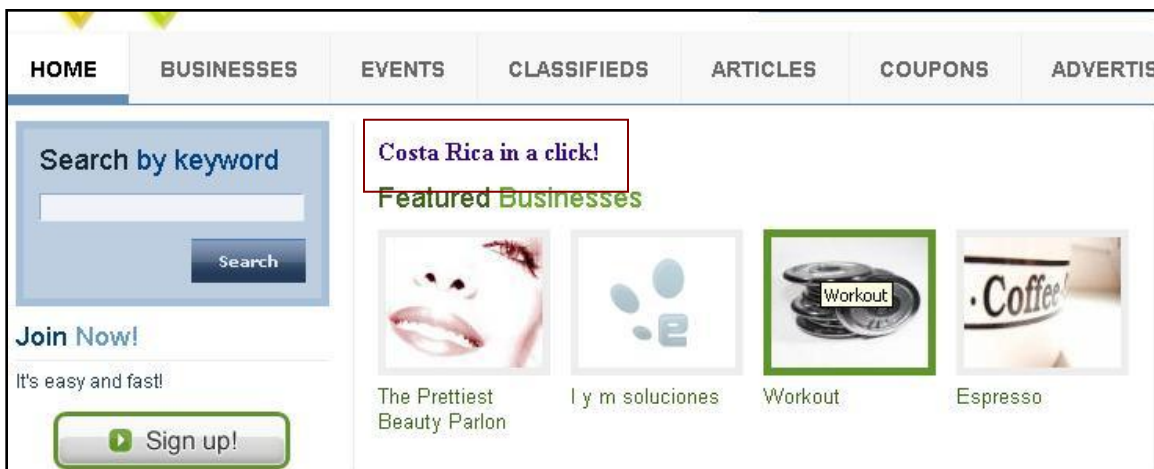 HOME BUSINESSES EVENTS CLASSIFIEDS ARTICLES COUPONS ADVERTIS
Search by keyword
Search
Join Now!
It's easy and fast!
Sign up!
Costa Rica in a click!
Featured Businesses
e
Workout
·Coffee
The Prettiest
Beauty Parlon
l y m soluciones
Workout
Espresso